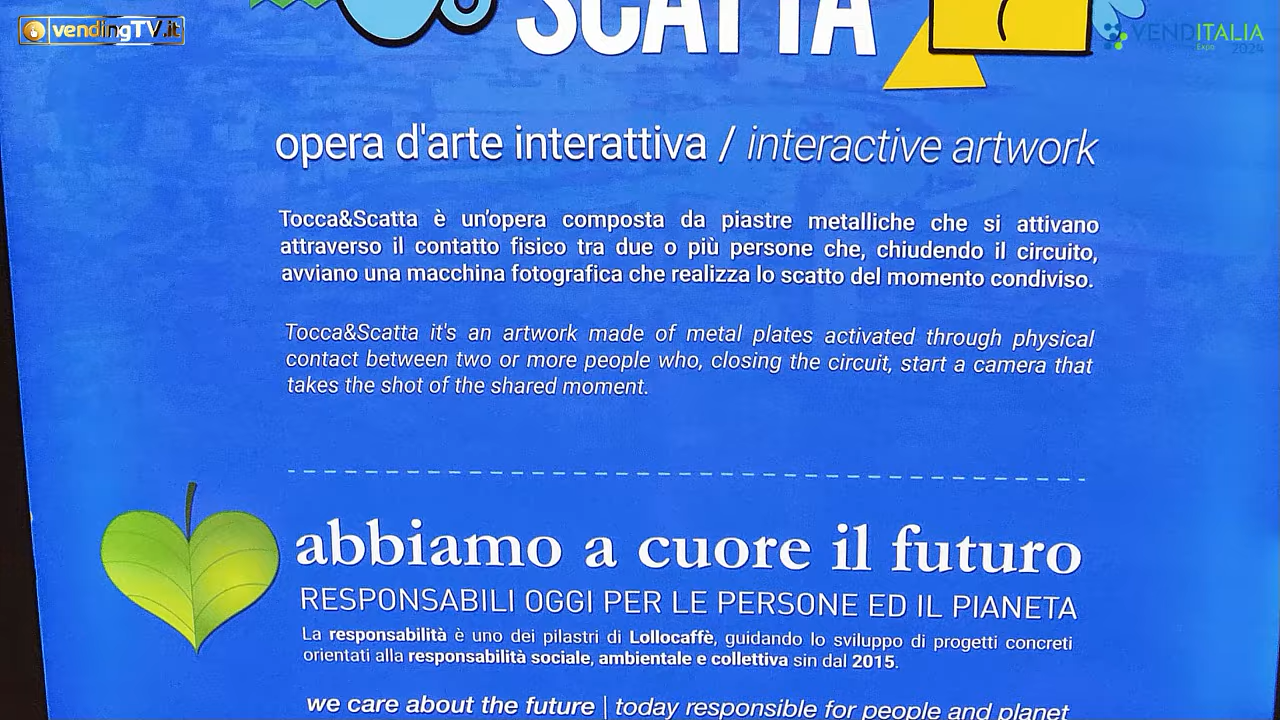 vendingTV.it
VENDITALIA
Expo 2024
SCATTA
opera d'arte interattiva / interactive artwork
Tocca&Scatta è un'opera composta da piastre metalliche che si attivano
attraverso il contatto fisico tra due o più persone che, chiudendo il circuito,
avviano una macchina fotografica che realizza lo scatto del momento condiviso.
Tocca&Scatta it's an artwork made of metal plates activated through physical
contact between two or more people who, closing the circuit, start a camera that
takes the shot of the shared moment.
abbiamo a cuore il futuro
RESPONSABILI OGGI PER LE PERSONE ED IL PIANETA
La responsabilità è uno dei pilastri di Lollocaffè, guidando lo sviluppo di progetti concreti
orientati alla responsabilità sociale, ambientale e collettiva sin dal 2015.
we care about the future | today responsible for people and planet